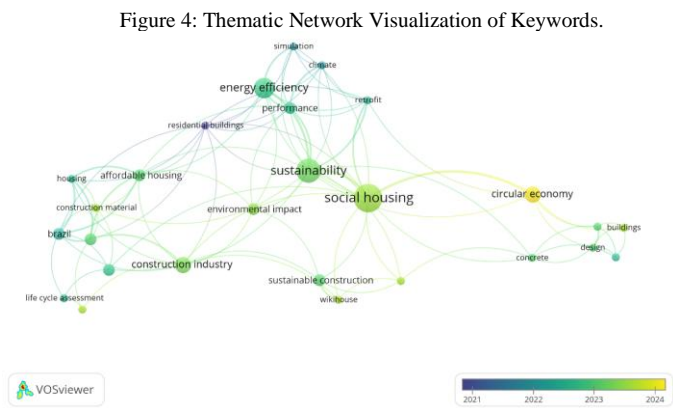 Figure 4: Thematic Network Visualization of Keywords.
simulation
climate
energy efficiency
retrofit
performance
residential buildings
sustainability
housing
affordable housing
social housing
circular economy
construction material
environmental impact
buildings
brazil
design
concrete
construction industry
sustainable construction
life cycle assessment
wikihouse
VOSviewer
2021 2022 2023 2024